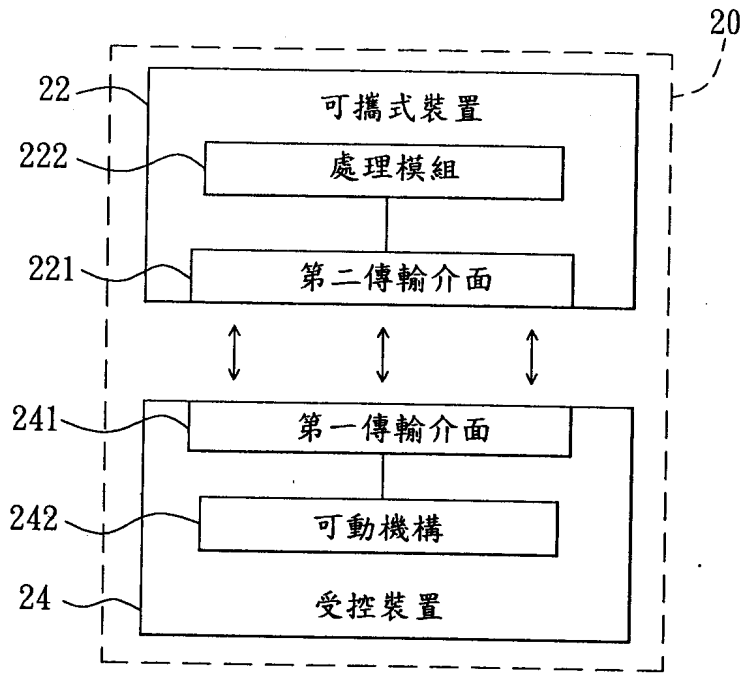 20
22
可攜式裝置
222
處理模組
221
第二傳輸介面
241
第一傳輸介面
242
可動機構
24
受控裝置